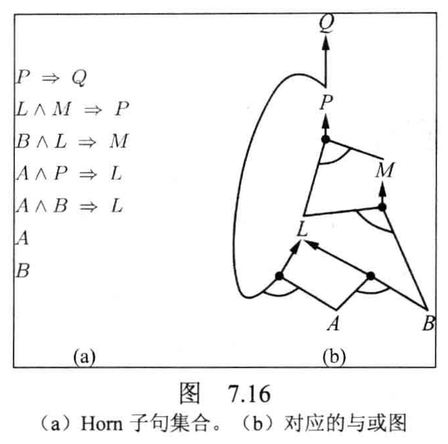 P ⇒ Q
L ∧ M ⇒ P
B ∧ L ⇒ M
A ∧ P ⇒ L
A ∧ B ⇒ L
A
B
(a)
Q
P
M
L
A
B
(b)
图 7.16
（a）Horn 子句集合。（b）对应的与或图